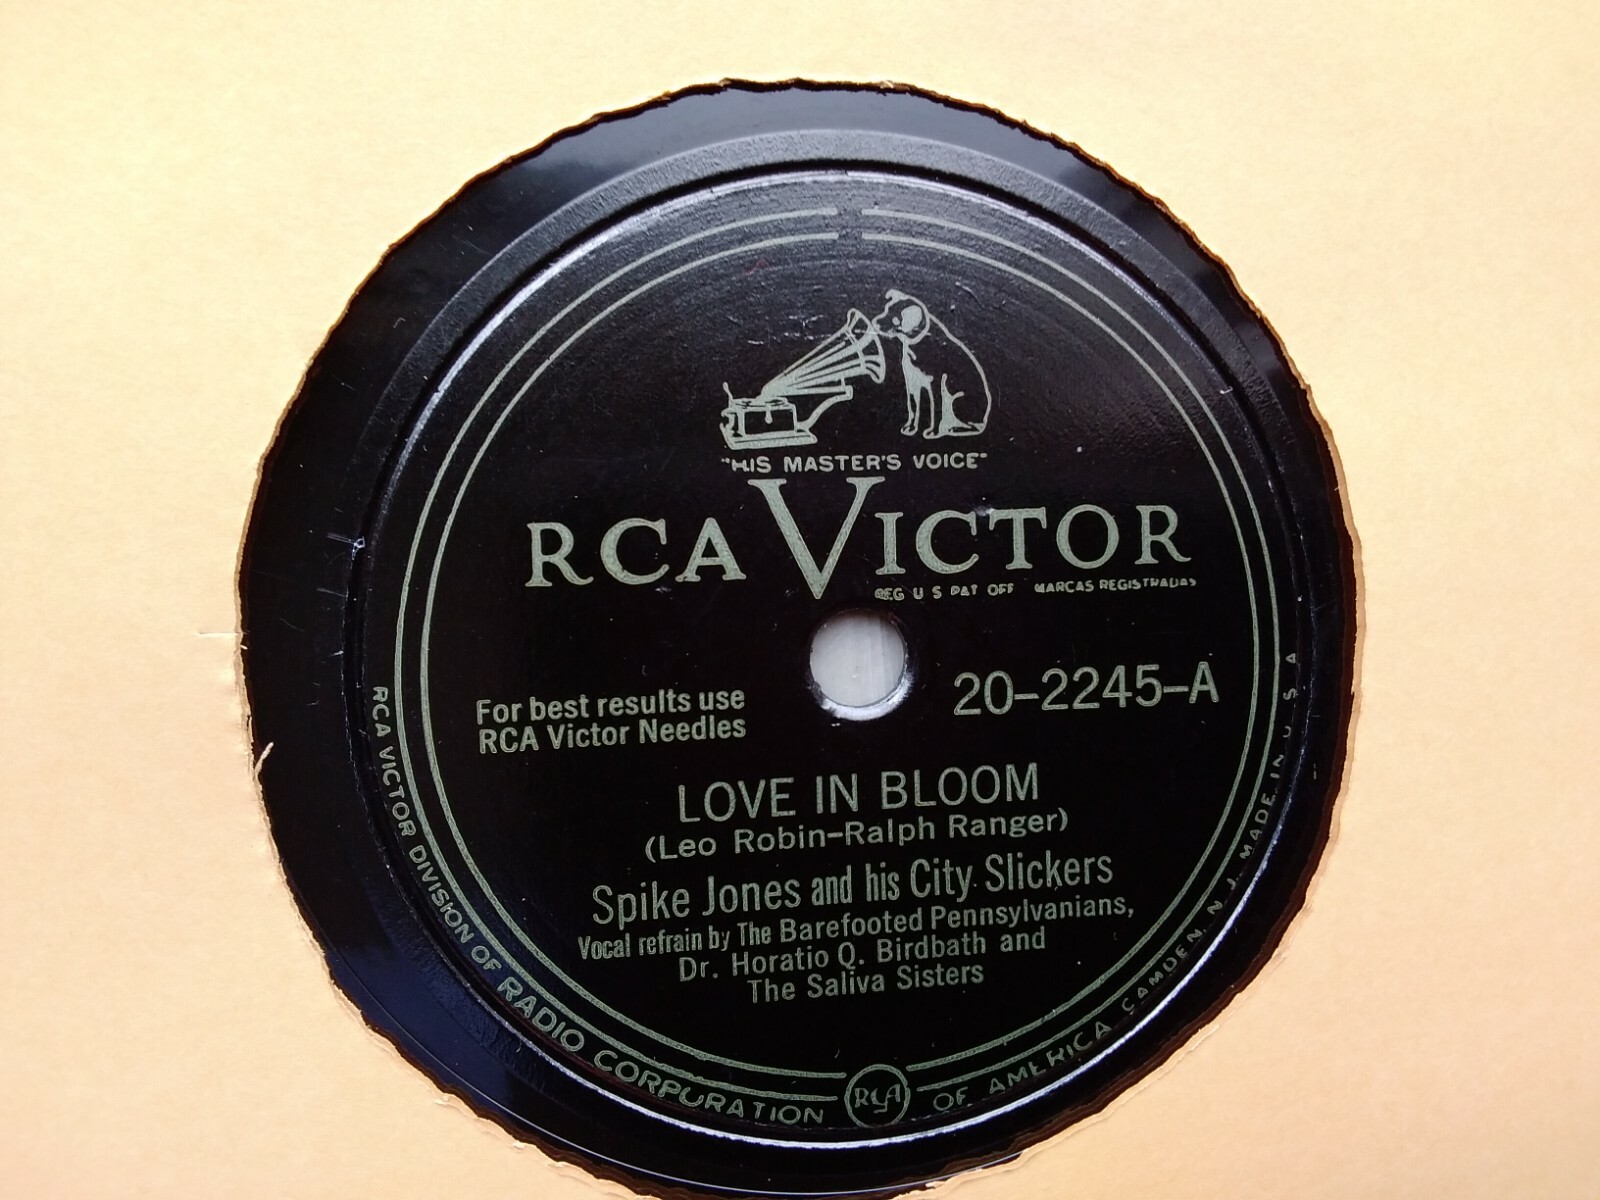 "HIS MASTER'S VOICE"
RCA VICTOR
REG U S PAT OFF MARCAS REGISTRADAS
For best results use
RCA Victor Needles
20-2245-A
LOVE IN BLOOM
(Leo Robin-Ralph Ranger)
Spike Jones and his City Slickers
Vocal refrain by The Barefooted Pennsylvanians,
Dr. Horatio Q. Birdbath and
The Saliva Sisters
RCA VICTOR DIVISION OF RADIO CORPORATION RCA OF AMERICA CAMDEN, N. J. MADE IN U S A